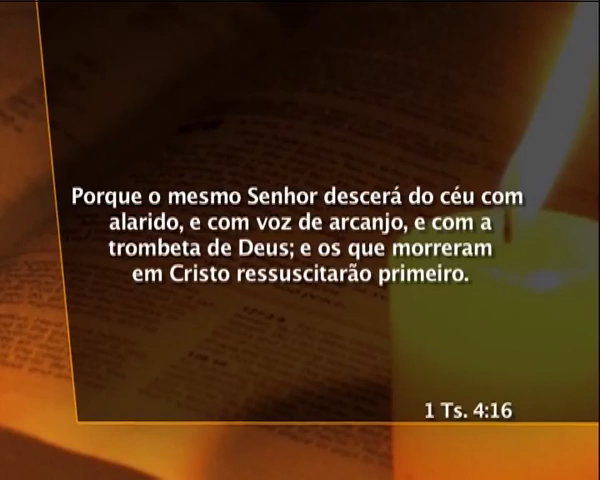 Porque o mesmo Senhor descerá do céu com
alarido, e com voz de arcanjo, e com a
trombeta de Deus; e os que morreram
em Cristo ressuscitarão primeiro.
1 Ts. 4:16